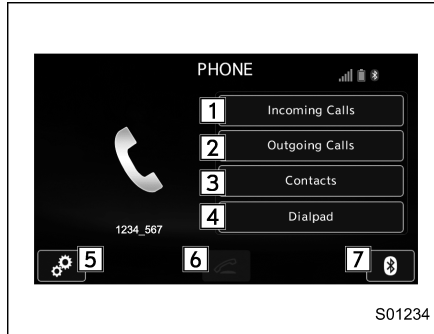 PHONE
1 Incoming Calls
2 Outgoing Calls
3 Contacts
4 Dialpad
1234_567
5 6 7
S01234